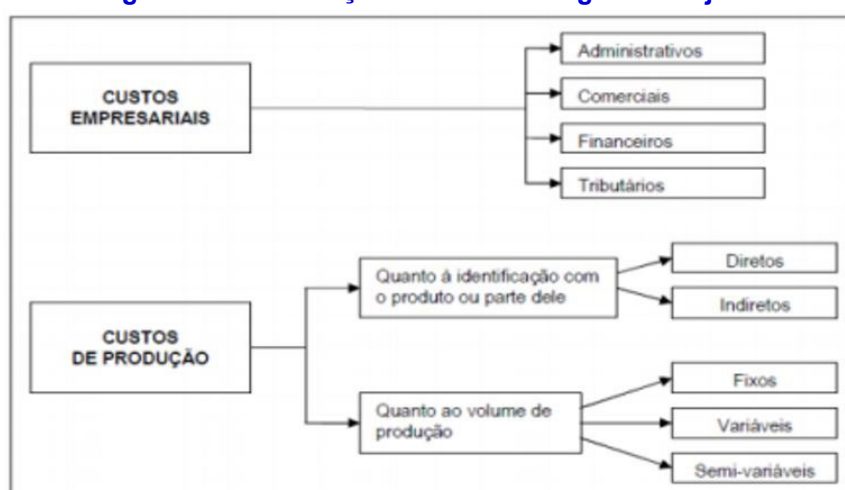 CUSTOS
EMPRESARIAIS
Administrativos
Comerciais
Financeiros
Tributários
CUSTOS
DE PRODUÇÃO
Quanto á identificação com
o produto ou parte dele
Diretos
Indiretos
Quanto ao volume de
produção
Fixos
Variáveis
Semi-variáveis